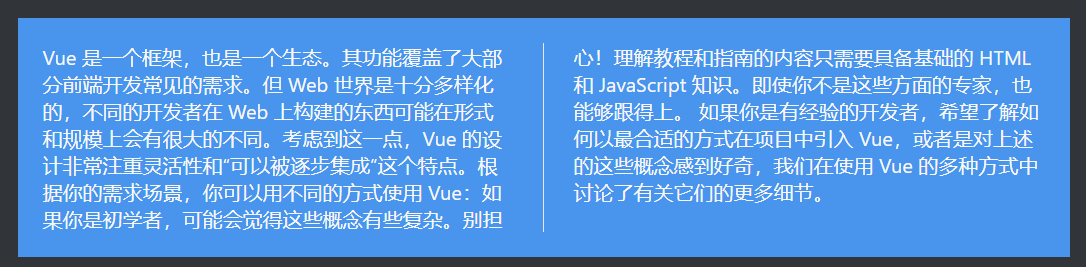 Vue 是一个框架，也是一个生态。其功能覆盖了大部
分前端开发常见的需求。但 Web 世界是十分多样化
的，不同的开发者在 Web 上构建的东西可能在形式
和规模上会有很大的不同。考虑到这一点，Vue 的设
计非常注重灵活性和“可以被逐步集成”这个特点。根
据你的需求场景，你可以用不同的方式使用 Vue：如
果你是初学者，可能会觉得这些概念有些复杂。别担
心！理解教程和指南的内容只需要具备基础的 HTML
和 JavaScript 知识。即使你不是这些方面的专家，也
能够跟得上。 如果你是有经验的开发者，希望了解如
何以最合适的方式在项目中引入 Vue，或者是对上述
的这些概念感到好奇，我们在使用 Vue 的多种方式中
讨论了有关它们的更多细节。